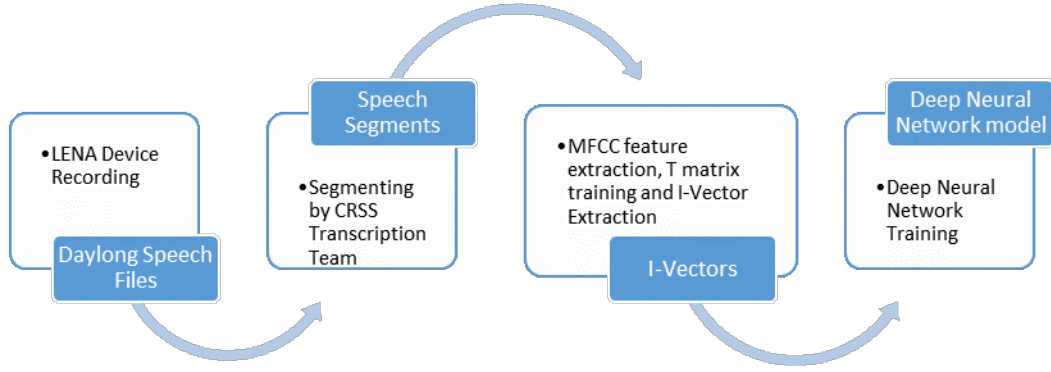 •LENA Device
Recording
Daylong Speech
Files
Speech
Segments
•Segmenting
by CRSS
Transcription
Team
•MFCC feature
extraction, T matrix
training and I-Vector
Extraction
I-Vectors
Deep Neural
Network model
•Deep Neural
Network
Training